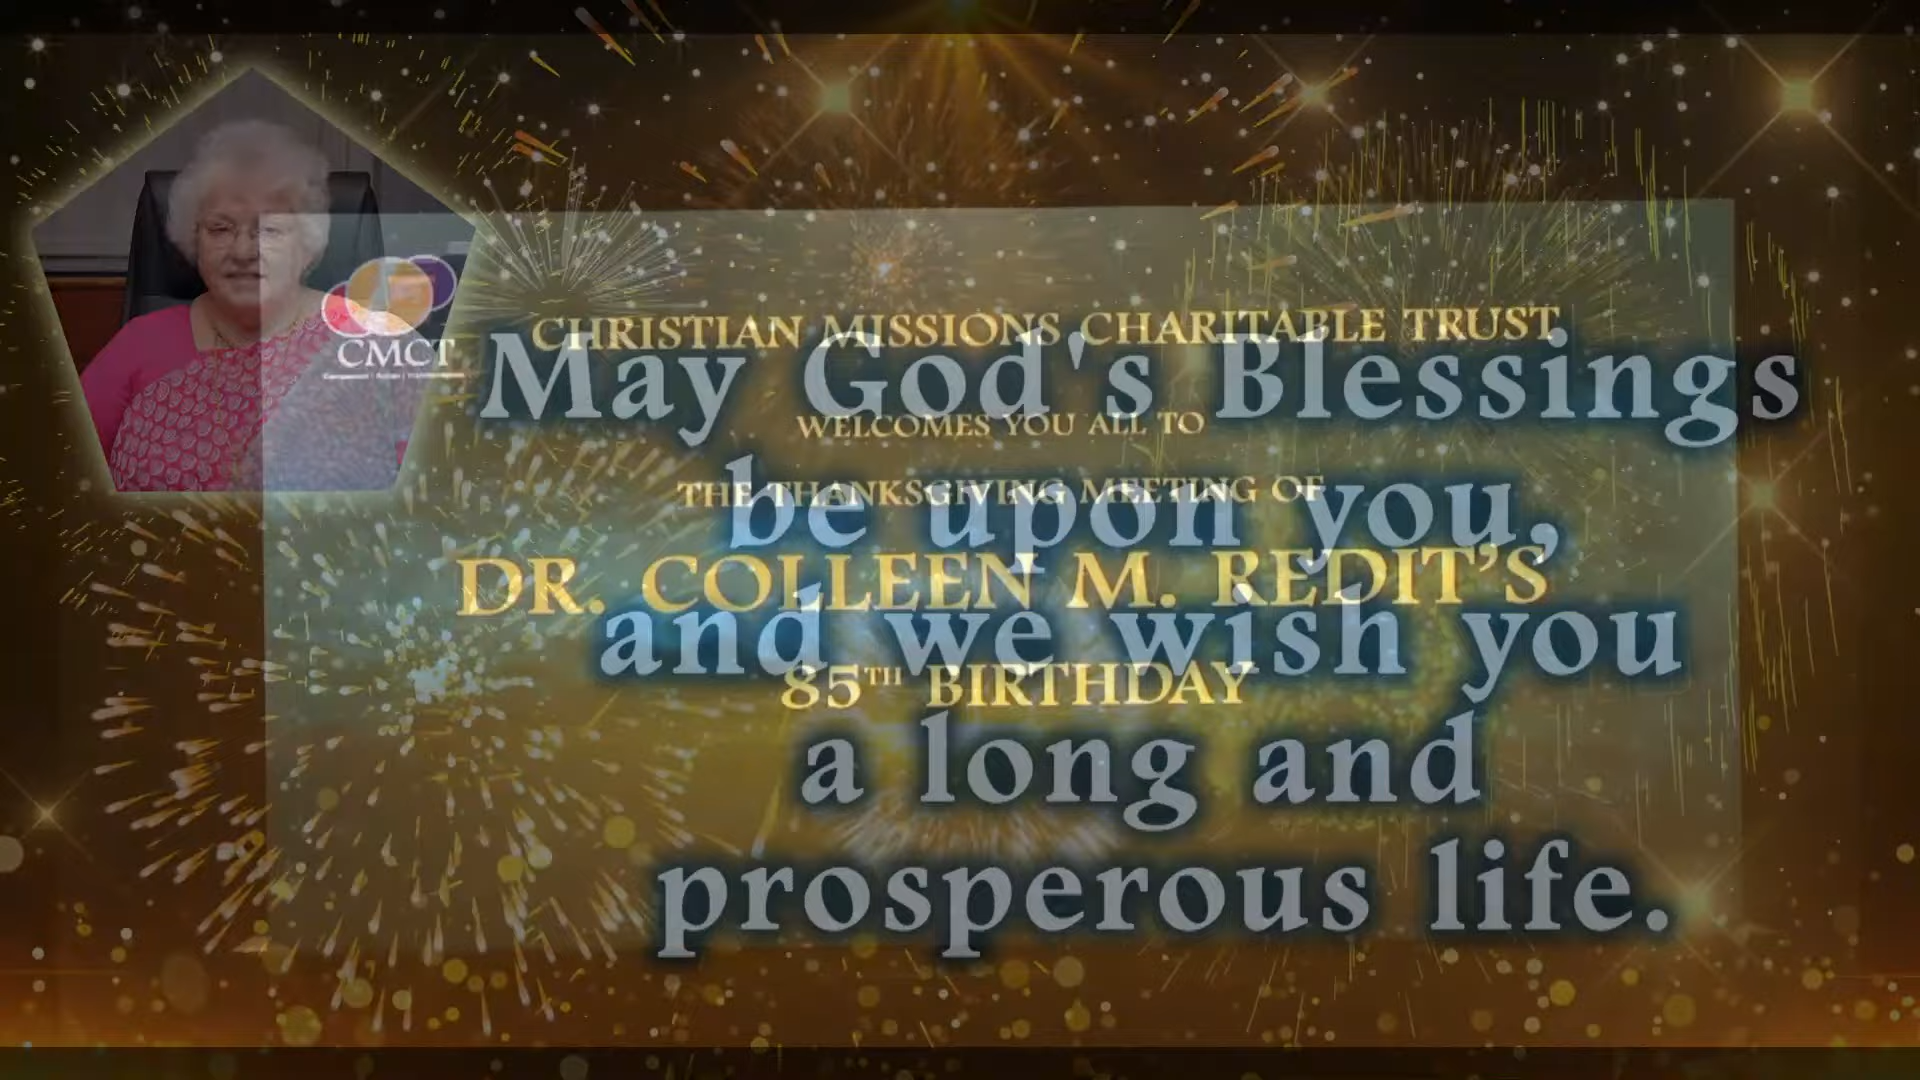 CMCT
CHRISTIAN MISSIONS CHARITABLE TRUST
WELCOMES YOU ALL TO
THE THANKSGIVING MEETING OF
DR. COLLEEN M. REDIT'S
85TH BIRTHDAY
May God's Blessings
be upon you,
and we wish you
a long and
prosperous life.